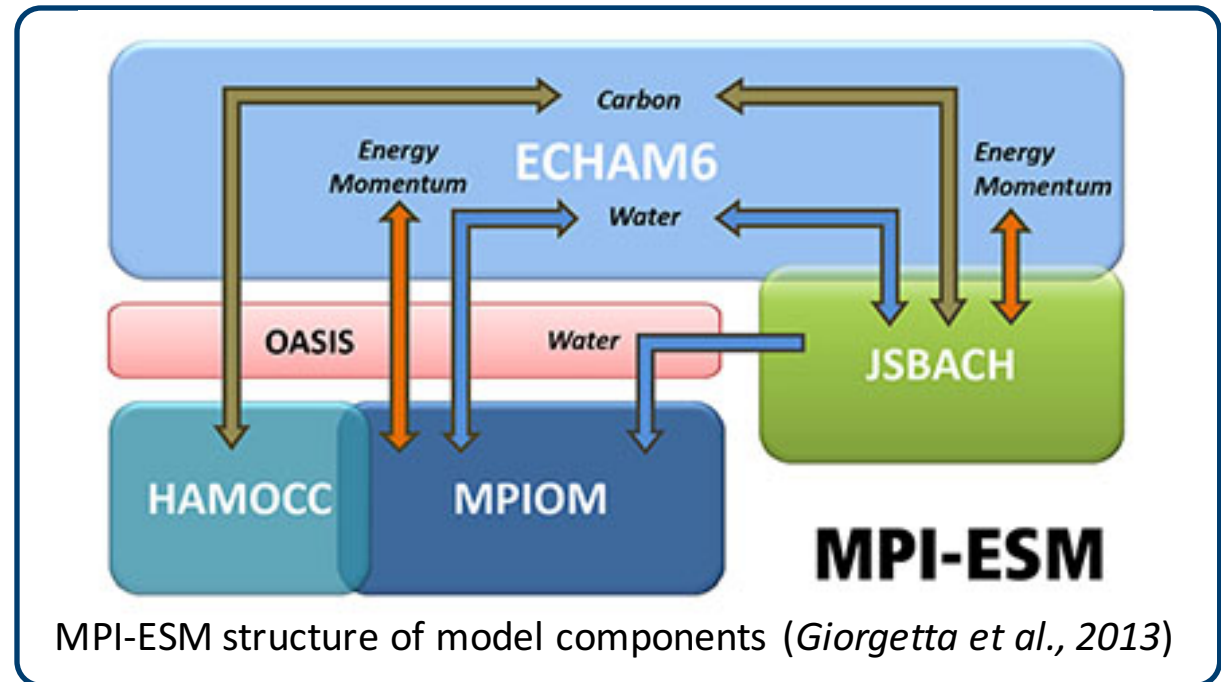 Carbon
Energy
Momentum
ECHAM6
Energy
Momentum
Water
OASIS
Water
JSBACH
HAMOCC
MPIOM
MPI-ESM
MPI-ESM structure of model components (Giorgetta et al., 2013)